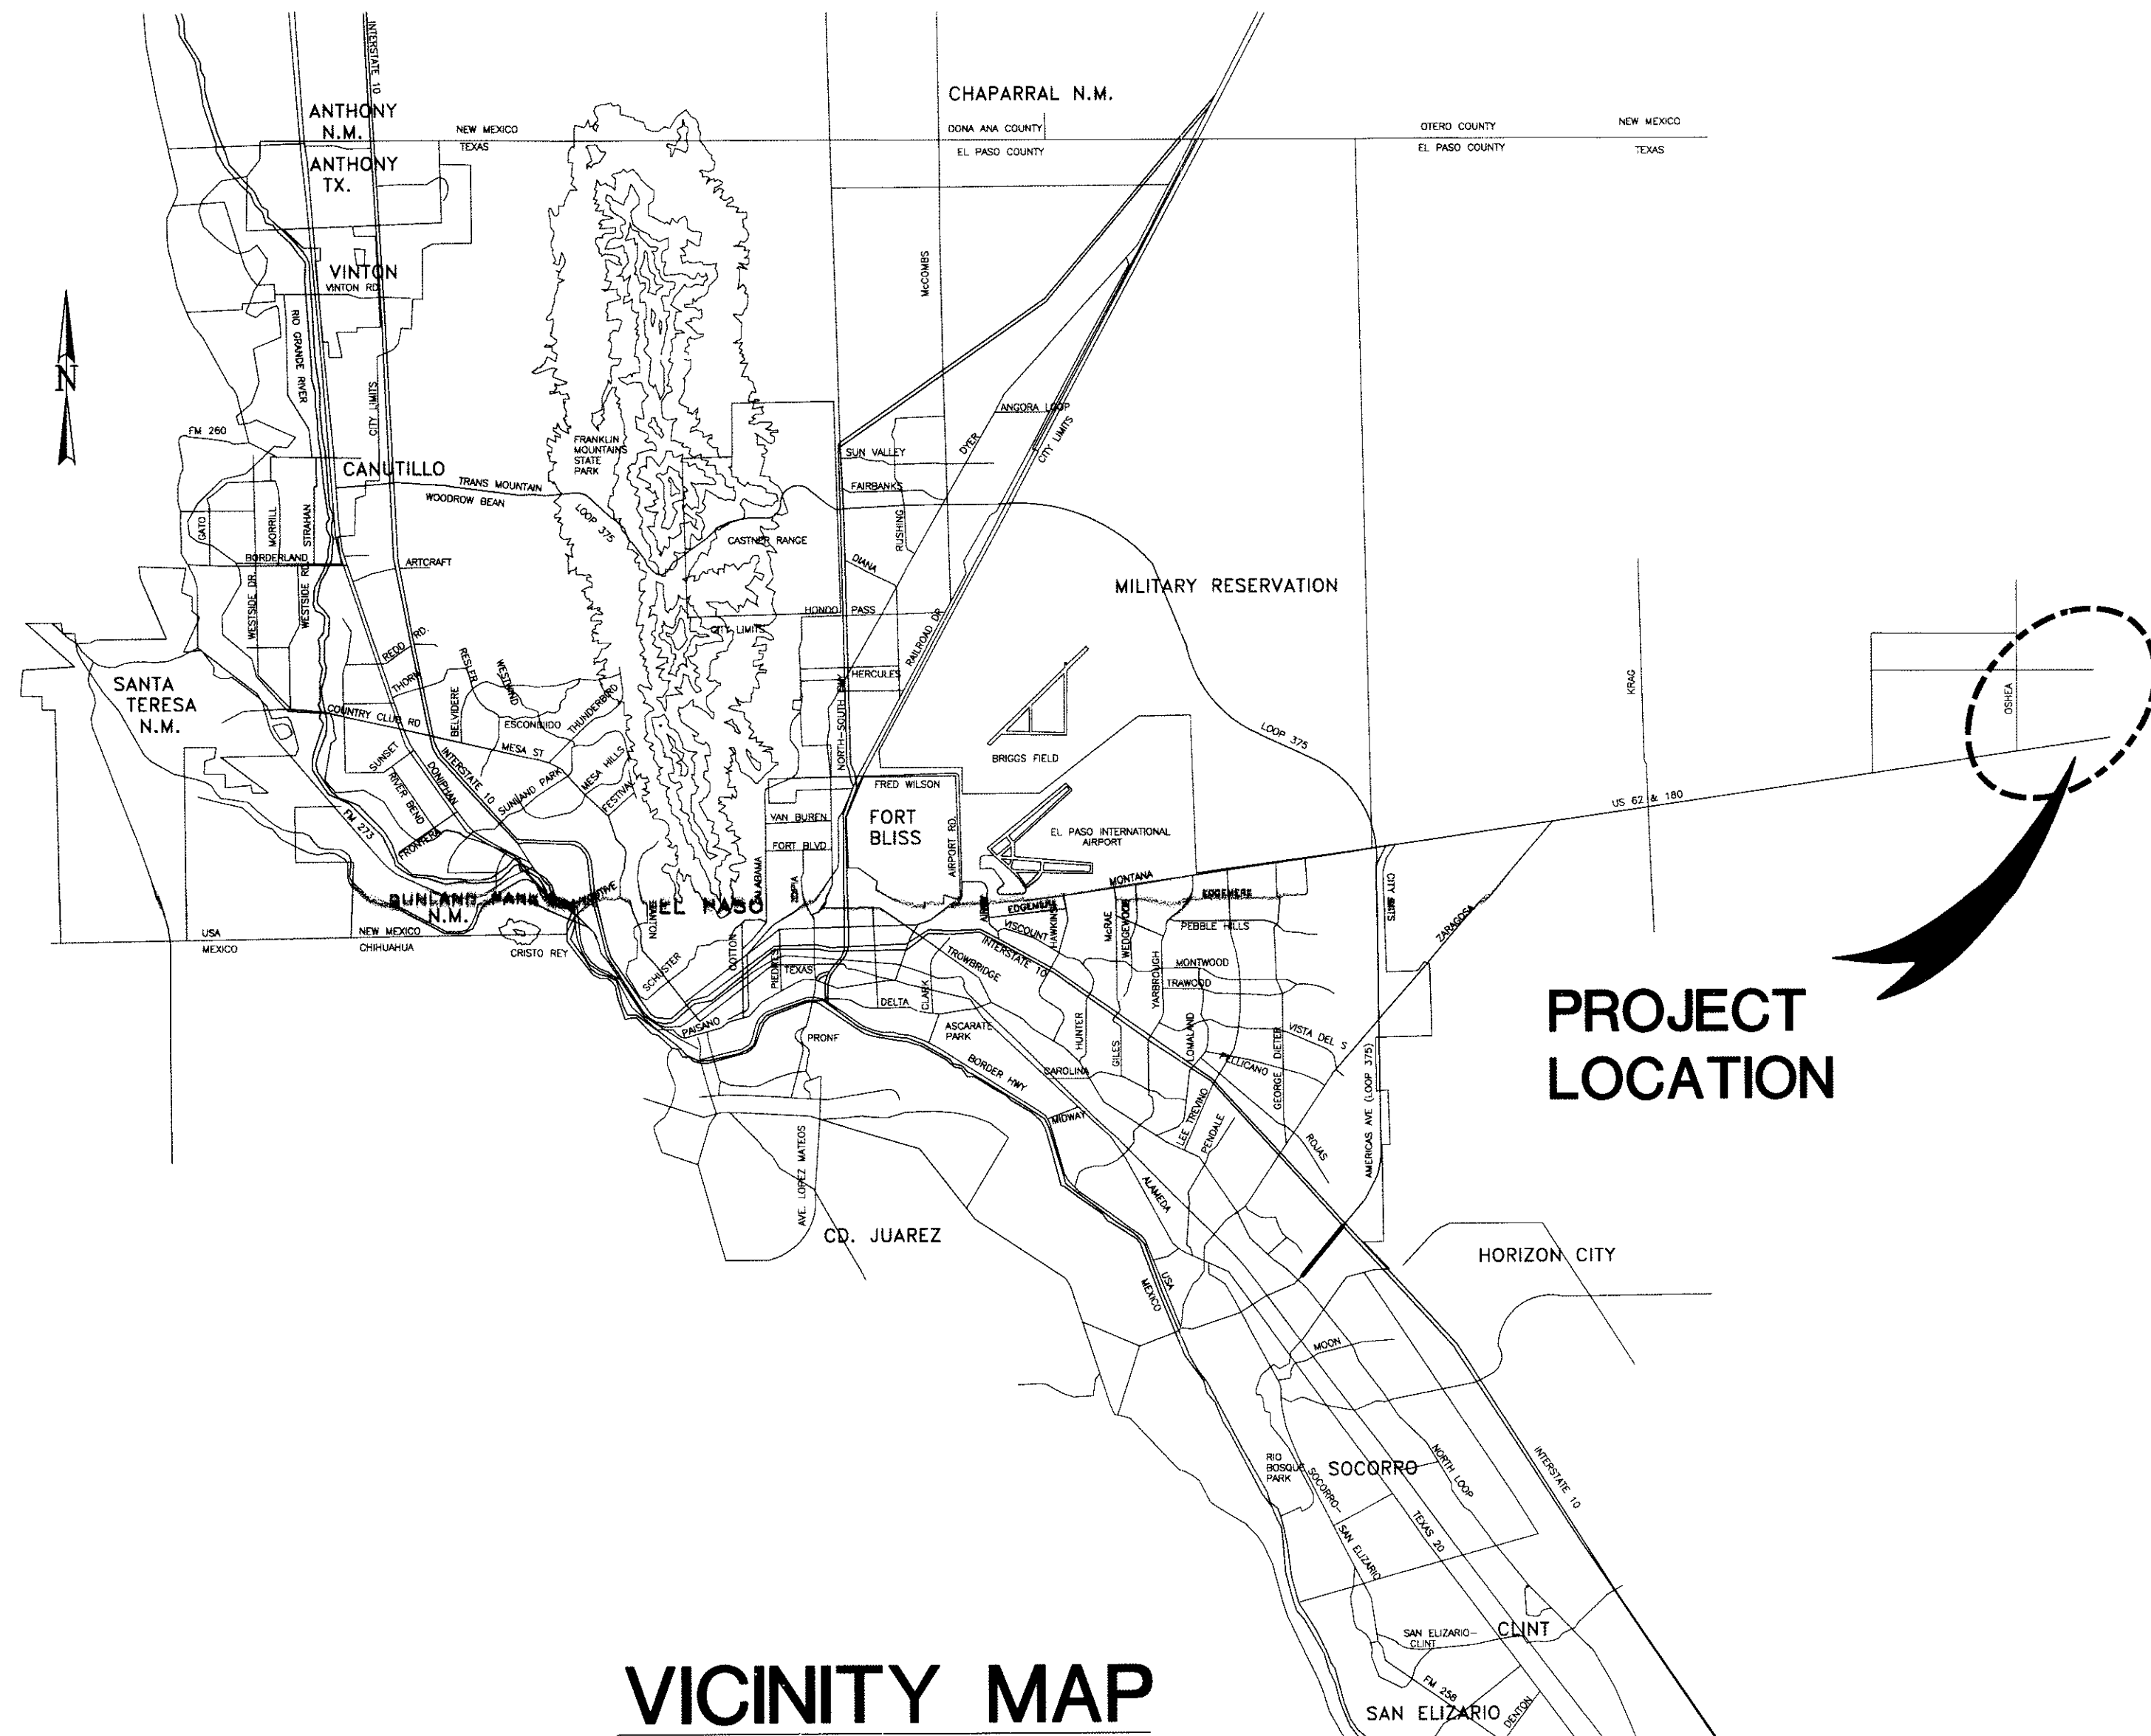 INTERSTATE 10
CHAPARRAL N.M.
ANTHONY
N.M.
NEW MEXICO
TEXAS
DONA ANA COUNTY
EL PASO COUNTY
OTERO COUNTY
EL PASO COUNTY
NEW MEXICO
TEXAS
ANTHONY
TX.
VINTON
VINTON RD.
McCOMBS
N
RIO GRANDE RIVER
CITY LIMITS
FM 260
CANUTILLO
FRANKLIN
MOUNTAINS
STATE
PARK
TRANS MOUNTAIN
WOODROW BEAN
LOOP 375
ANGORA LOOP
DYER
CITY LIMITS
SUN VALLEY
FAIRBANKS
RUSHING
GATO
MORRILL
STRAHAN
BORDERLAND
ARTCRAFT
WESTSIDE DR.
WESTSIDE RD.
CASTNER RANGE
DIANA
MILITARY RESERVATION
HONDO PASS
CITY LIMITS
RAILROAD DR
REDD RD.
THORN
RESLER
WESTWIND
BELVIDERE
ESCONDIDO
THUNDERBIRD
HERCULES
NORTH-SOUTH FWY
SANTA
TERESA
N.M.
COUNTRY CLUB RD
MESA ST
SUNSET
RIVER BEND
DONIPHAN
INTERSTATE 10
SUNLAND PARK
MESA HILLS
FESTIVAL
FM 273
FRONTERA
BRIGGS FIELD
LOOP 375
KRAG
OSHEA
US 62 & 180
FRED WILSON
FORT
BLISS
VAN BUREN
FORT BLVD
AIRPORT RD.
EL PASO INTERNATIONAL
AIRPORT
ALABAMA
MONTANA
EDGEMERE
EDGEMERE
SUNLAND PARK
N.M.
EL PASO
VISCOUNT
HAWKINS
McRAE
WEDGEWOOD
PEBBLE HILLS
CITY LIMITS
ZARAGOSA
USA
MEXICO
NEW MEXICO
CHIHUAHUA
CRISTO REY
STANTON
SCHUSTER
COTTON
PIEDRAS
TEXAS
TROWBRIDGE
INTERSTATE 10
YARBROUGH
MONTWOOD
TRAWOOD
DELTA
CLARK
PAISANO
PRONF
ASCARATE
PARK
HUNTER
GILES
LOMALAND
VISTA DEL S
PELLICANO
GEORGE DIETER
AMERICAS AVE (LOOP 375)
BORDER HWY
CAROLINA
MIDWAY
LEE TREVINO
PENDALE
ROJAS
PROJECT
LOCATION
AVE. LOPEZ MATEOS
CD. JUAREZ
ALAMEDA
HORIZON CITY
USA
MEXICO
MOON
RIO
BOSQUE
PARK
SOCORRO
NORTH LOOP
INTERSTATE 10
SOCORRO-
SAN ELIZARIO
TEXAS 20
SAN ELIZARIO-
CLINT
CLINT
FM 258
DENTON
SAN ELIZARIO
VICINITY MAP